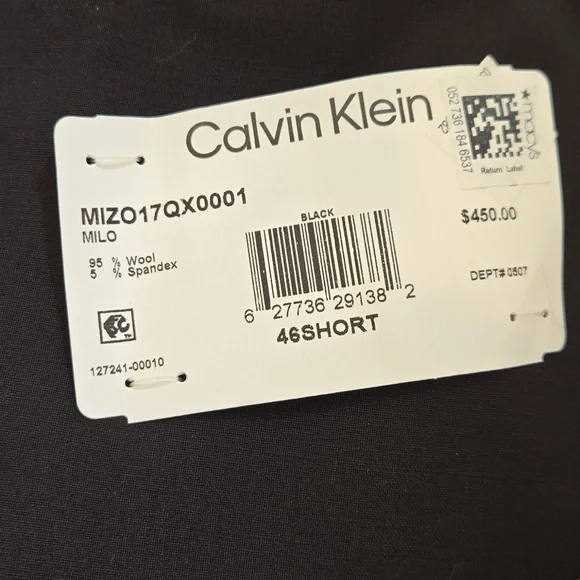 Calvin Klein
★macys
052 736 184 6537
Return Label
MIZO17QX0001
MILO
95 % Wool
5 % Spandex
BLACK
6 27736 29138 2
46SHORT
$450.00
DEPT# 0507
127241-00010